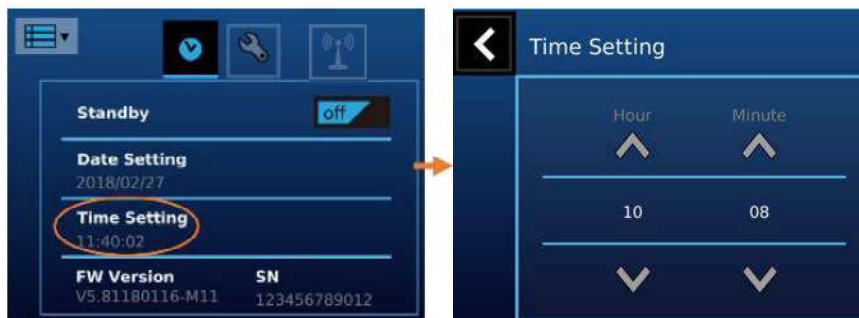 Standby
off
Date Setting
2018/02/27
Time Setting
11:40:02
FW Version
SN
V5.81180116-M11
123456789012
Time Setting
Hour
Minute
10
08